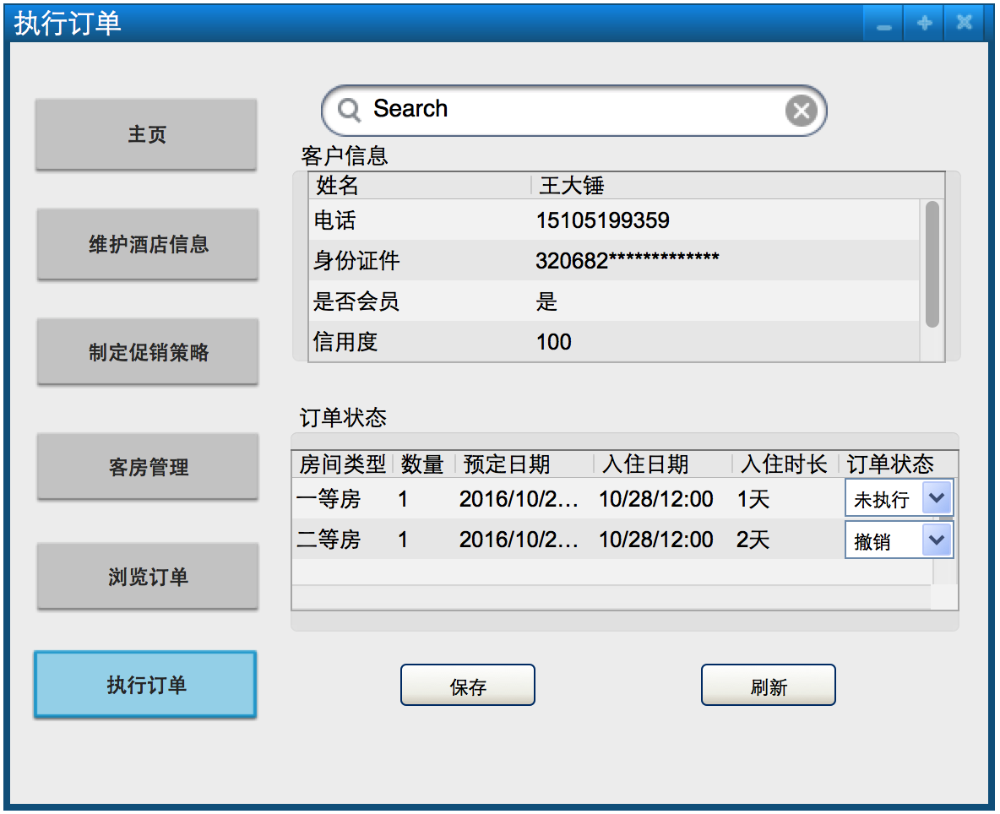 执行订单
Search
主页
客户信息
姓名 王大锤
电话 15105199359
维护酒店信息
身份证件 320682*************
是否会员 是
制定促销策略
信用度 100
订单状态
客房管理
房间类型 数量 预定日期 入住日期 入住时长 订单状态
一等房 1 2016/10/2... 10/28/12:00 1天 未执行
二等房 1 2016/10/2... 10/28/12:00 2天 撤销
浏览订单
执行订单
保存 刷新